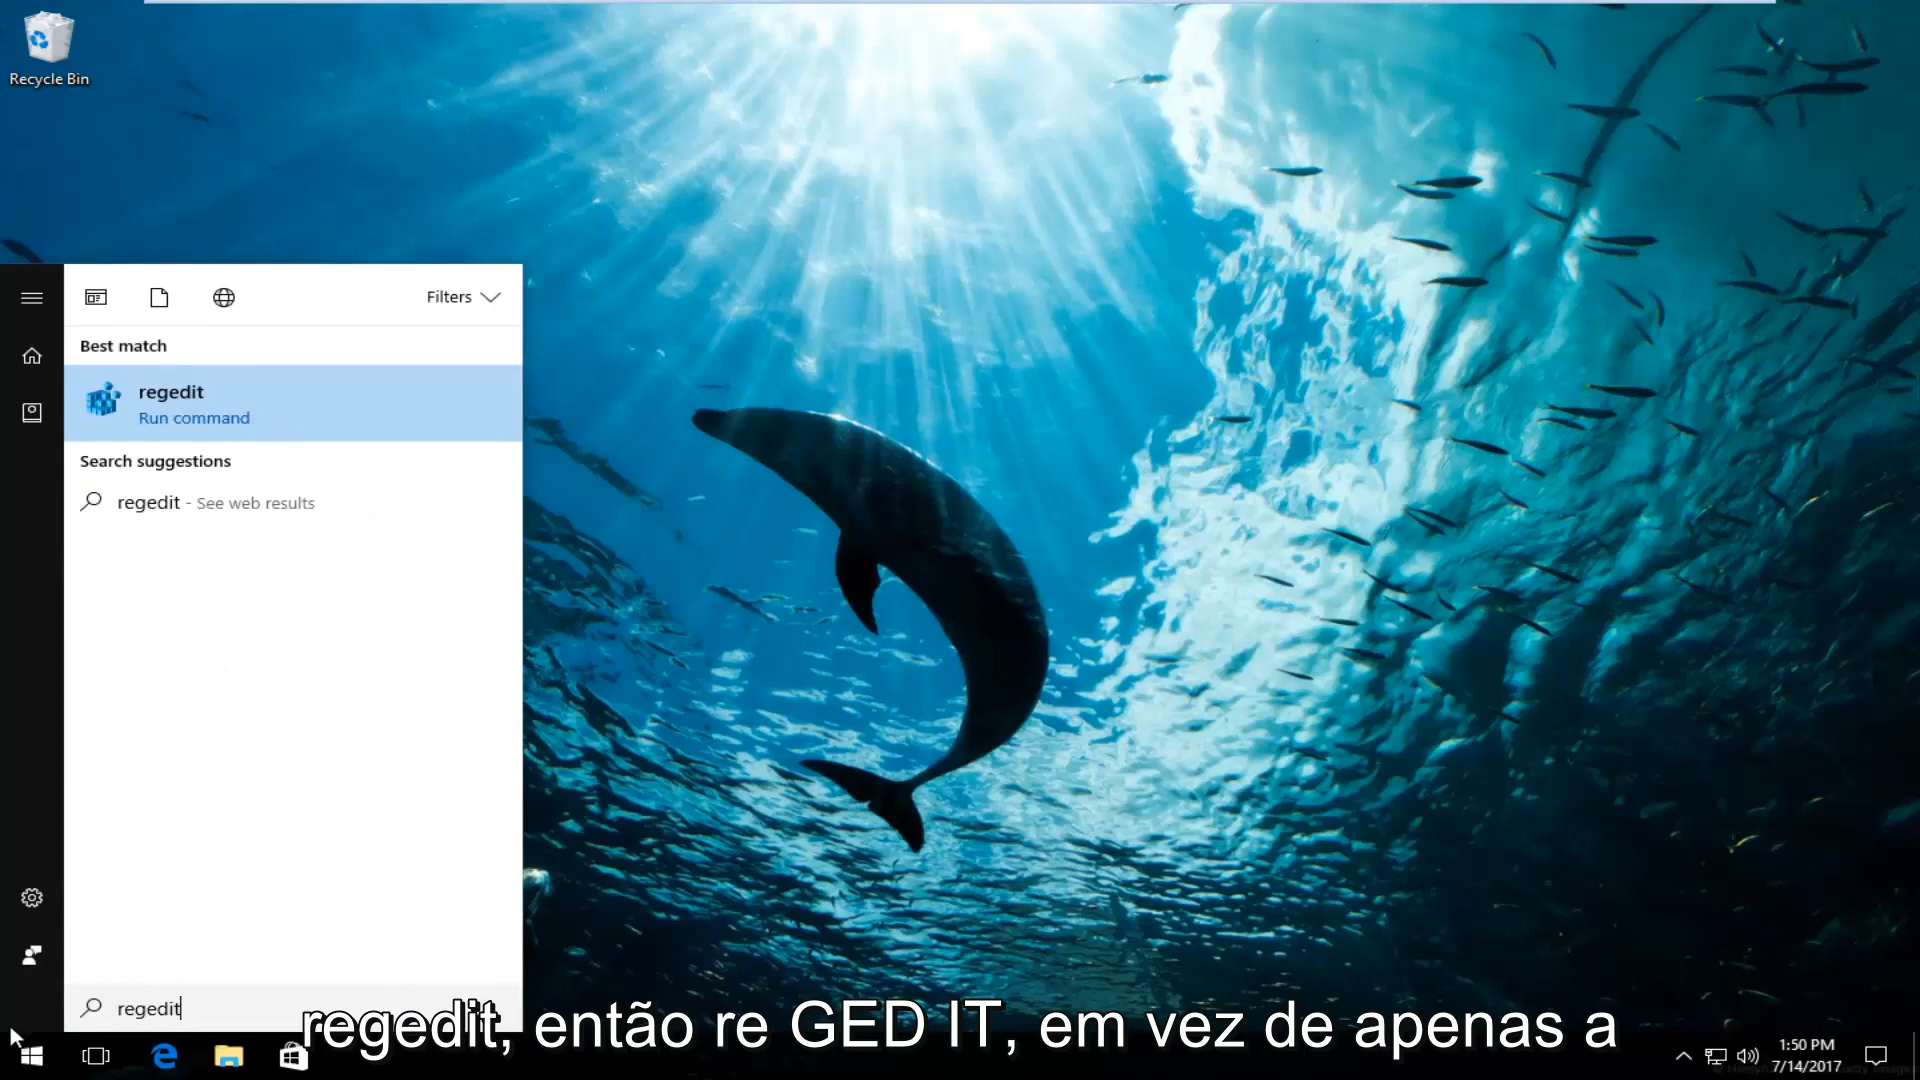 Recycle Bin
Filters
Best match
regedit
Run command
Search suggestions
regedit - See web results
regedit
regedit, então re GED IT, em vez de apenas a
1:50 PM
7/14/2017